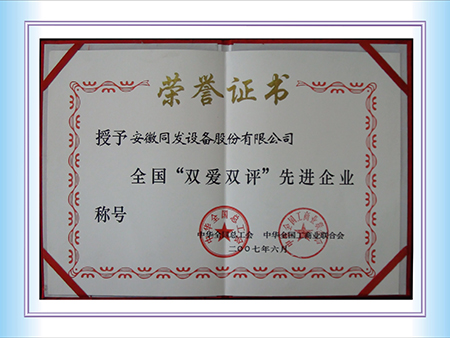 荣誉证书
授予安徽同发设备股份有限公司
全国“双爱双评”先进企业
称号
中华全国总工会 中华全国工商业联合会
二〇〇七年六月